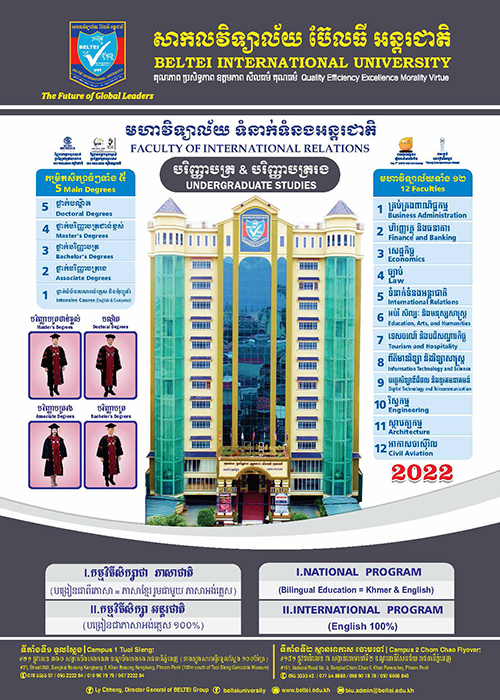 សាកលវិទ្យាល័យ ប៊ែលធី អន្តរជាតិ
BELTEI INTERNATIONAL UNIVERSITY
គុណភាព ប្រសិទ្ធភាព ឧត្តមភាព សីលធម៌ គុណធម៌ Quality Efficiency Excellence Morality Virtue
BELTEI
The Future of Global Leaders
មហាវិទ្យាល័យ ទំនាក់ទំនងអន្តរជាតិ
FACULTY OF INTERNATIONAL RELATIONS
បរិញ្ញាបត្រ & បរិញ្ញាបត្ររង
UNDERGRADUATE STUDIES
កម្រិតសិក្សាធំៗទាំង ៥
5 Main Degrees
5 ថ្នាក់បណ្ឌិត
Doctoral Degrees
4 ថ្នាក់បរិញ្ញាបត្រជាន់ខ្ពស់
Master's Degrees
3 ថ្នាក់បរិញ្ញាបត្រ
Bachelor's Degrees
2 ថ្នាក់បរិញ្ញាបត្ររង
Associate Degrees
1
Intensive Course (English & Computer)
បរិញ្ញាបត្រជាន់ខ្ពស់
Master's Degrees
បណ្ឌិត
Doctoral Degrees
បរិញ្ញាបត្ររង
Associate Degrees
បរិញ្ញាបត្រ
Bachelor's Degrees
មហាវិទ្យាល័យទាំង ១២
12 Faculties
1 គ្រប់គ្រងពាណិជ្ជកម្ម
Business Administration
2 ហិរញ្ញវត្ថុ និងធនាគារ
Finance and Banking
3 សេដ្ឋកិច្ច
Economics
4 ច្បាប់
Law
5 ទំនាក់ទំនងអន្តរជាតិ
International Relations
6 អប់រំ សិល្បៈ និងមនុស្សសាស្ត្រ
Education, Arts, and Humanities
7 ទេសចរណ៍ និងបដិសណ្ឋារកិច្ច
Tourism and Hospitality
8 ព័ត៌មានវិទ្យា និងវិទ្យាសាស្ត្រ
Information Technology and Science
9 បច្ចេកវិទ្យាឌីជីថល និងទូរគមនាគមន៍
Digital Technology and Telecommunication
10 វិស្វកម្ម
Engineering
11 ស្ថាបត្យកម្ម
Architecture
12 អាកាសចរស៊ីវិល
Civil Aviation
2022
I.កម្មវិធីសិក្សាជា ភាសាជាតិ
(បង្រៀនជាពីរភាសា = ភាសាខ្មែរ រួមជាមួយ ភាសាអង់គ្លេស)
II.កម្មវិធីសិក្សា អន្តរជាតិ
(បង្រៀនជាភាសាអង់គ្លេស ១០០%)
I.NATIONAL PROGRAM
(Bilingual Education = Khmer & English)
II.INTERNATIONAL PROGRAM
(English 100%)
ទីតាំងទី១ ទួលស្លែង | Campus 1 Tuol Sleng:
ទីតាំងទី២ ស្ពានអាកាស ចោមចៅ | Campus 2 Chom Chao Flyover:
Ly Chheng, Director General of BELTEI Group
belteiuniversity
www.beltei.edu.kh
biu.admin@beltei.edu.kh